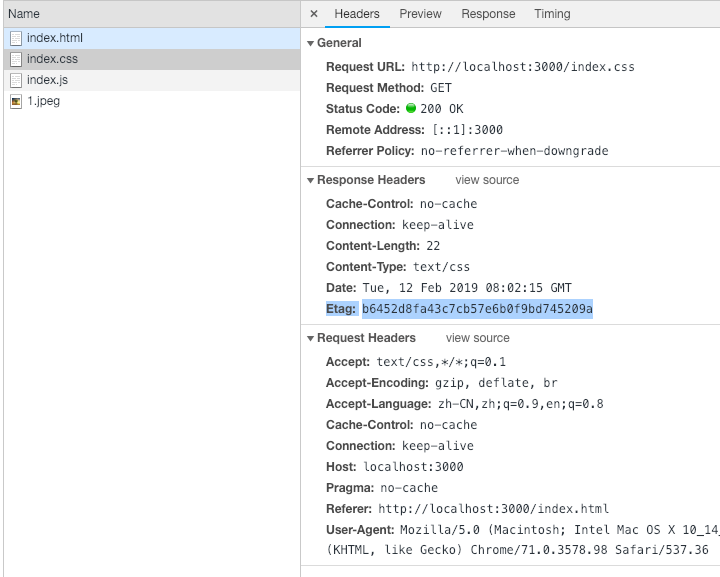 Name
index.html
index.css
index.js
1.jpeg
× Headers Preview Response Timing
General
Request URL: http://localhost:3000/index.css
Request Method: GET
Status Code: 200 OK
Remote Address: [::1]:3000
Referrer Policy: no-referrer-when-downgrade
Response Headers view source
Cache-Control: no-cache
Connection: keep-alive
Content-Length: 22
Content-Type: text/css
Date: Tue, 12 Feb 2019 08:02:15 GMT
Etag: b6452d8fa43c7cb57e6b0f9bd745209a
Request Headers view source
Accept: text/css,*/*;q=0.1
Accept-Encoding: gzip, deflate, br
Accept-Language: zh-CN,zh;q=0.9,en;q=0.8
Cache-Control: no-cache
Connection: keep-alive
Host: localhost:3000
Pragma: no-cache
Referer: http://localhost:3000/index.html
User-Agent: Mozilla/5.0 (Macintosh; Intel Mac OS X 10_14_
(KHTML, like Gecko) Chrome/71.0.3578.98 Safari/537.36